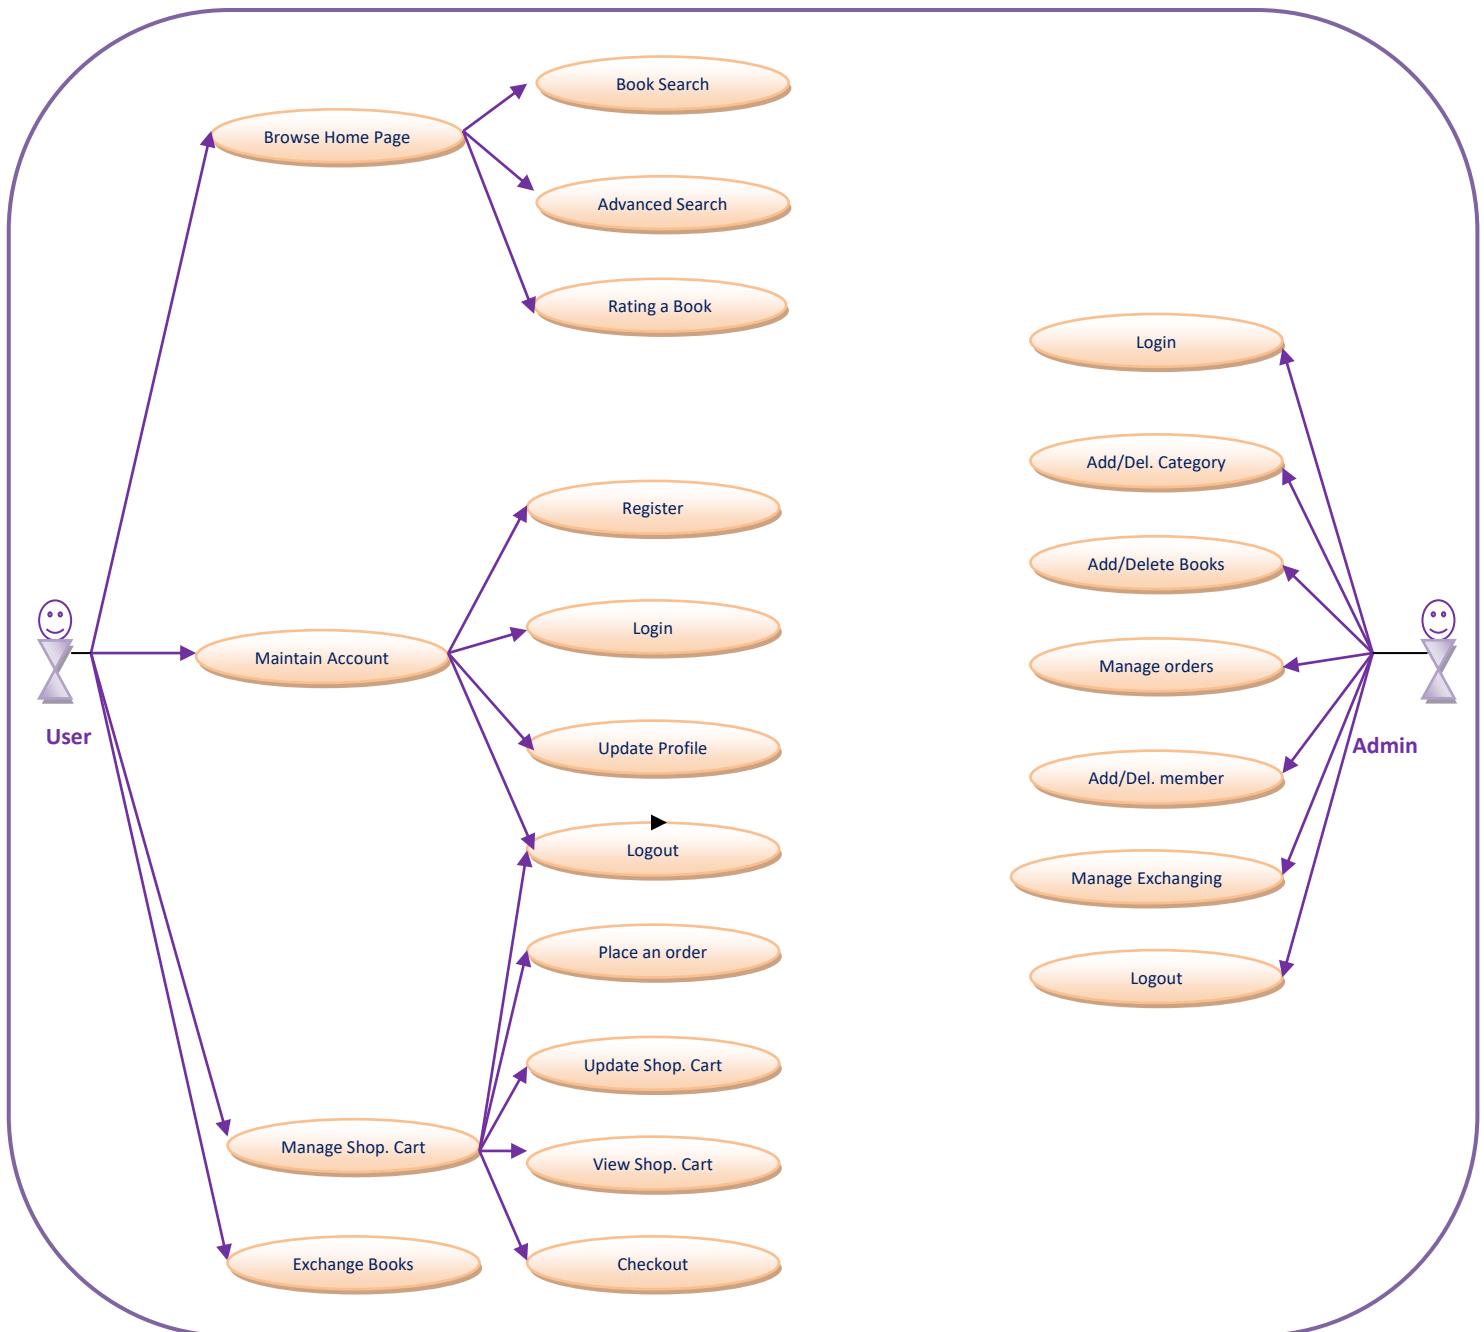 Book Search
Browse Home Page
Advanced Search
Rating a Book
Login
Add/Del. Category
Register
Add/Delete Books
Login
Maintain Account
Manage orders
User
Update Profile
Admin
Add/Del. member
Logout
Manage Exchanging
Place an order
Logout
Update Shop. Cart
Manage Shop. Cart
View Shop. Cart
Exchange Books
Checkout